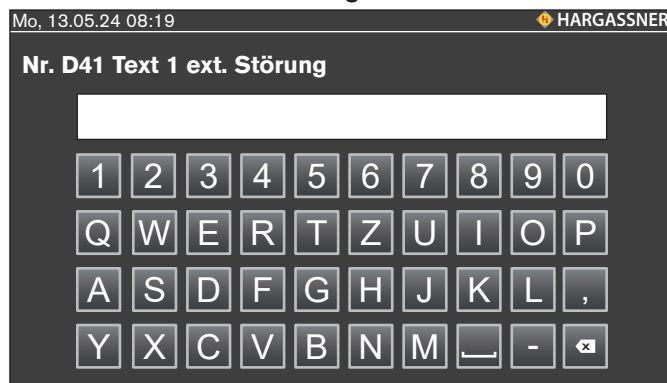 Mo, 13.05.24 08:19 HARGASSNER
Nr. D41 Text 1 ext. Störung
1 2 3 4 5 6 7 8 9 0
Q W E R T Z U I O P
A S D F G H J K L ,
Y X C V B N M -